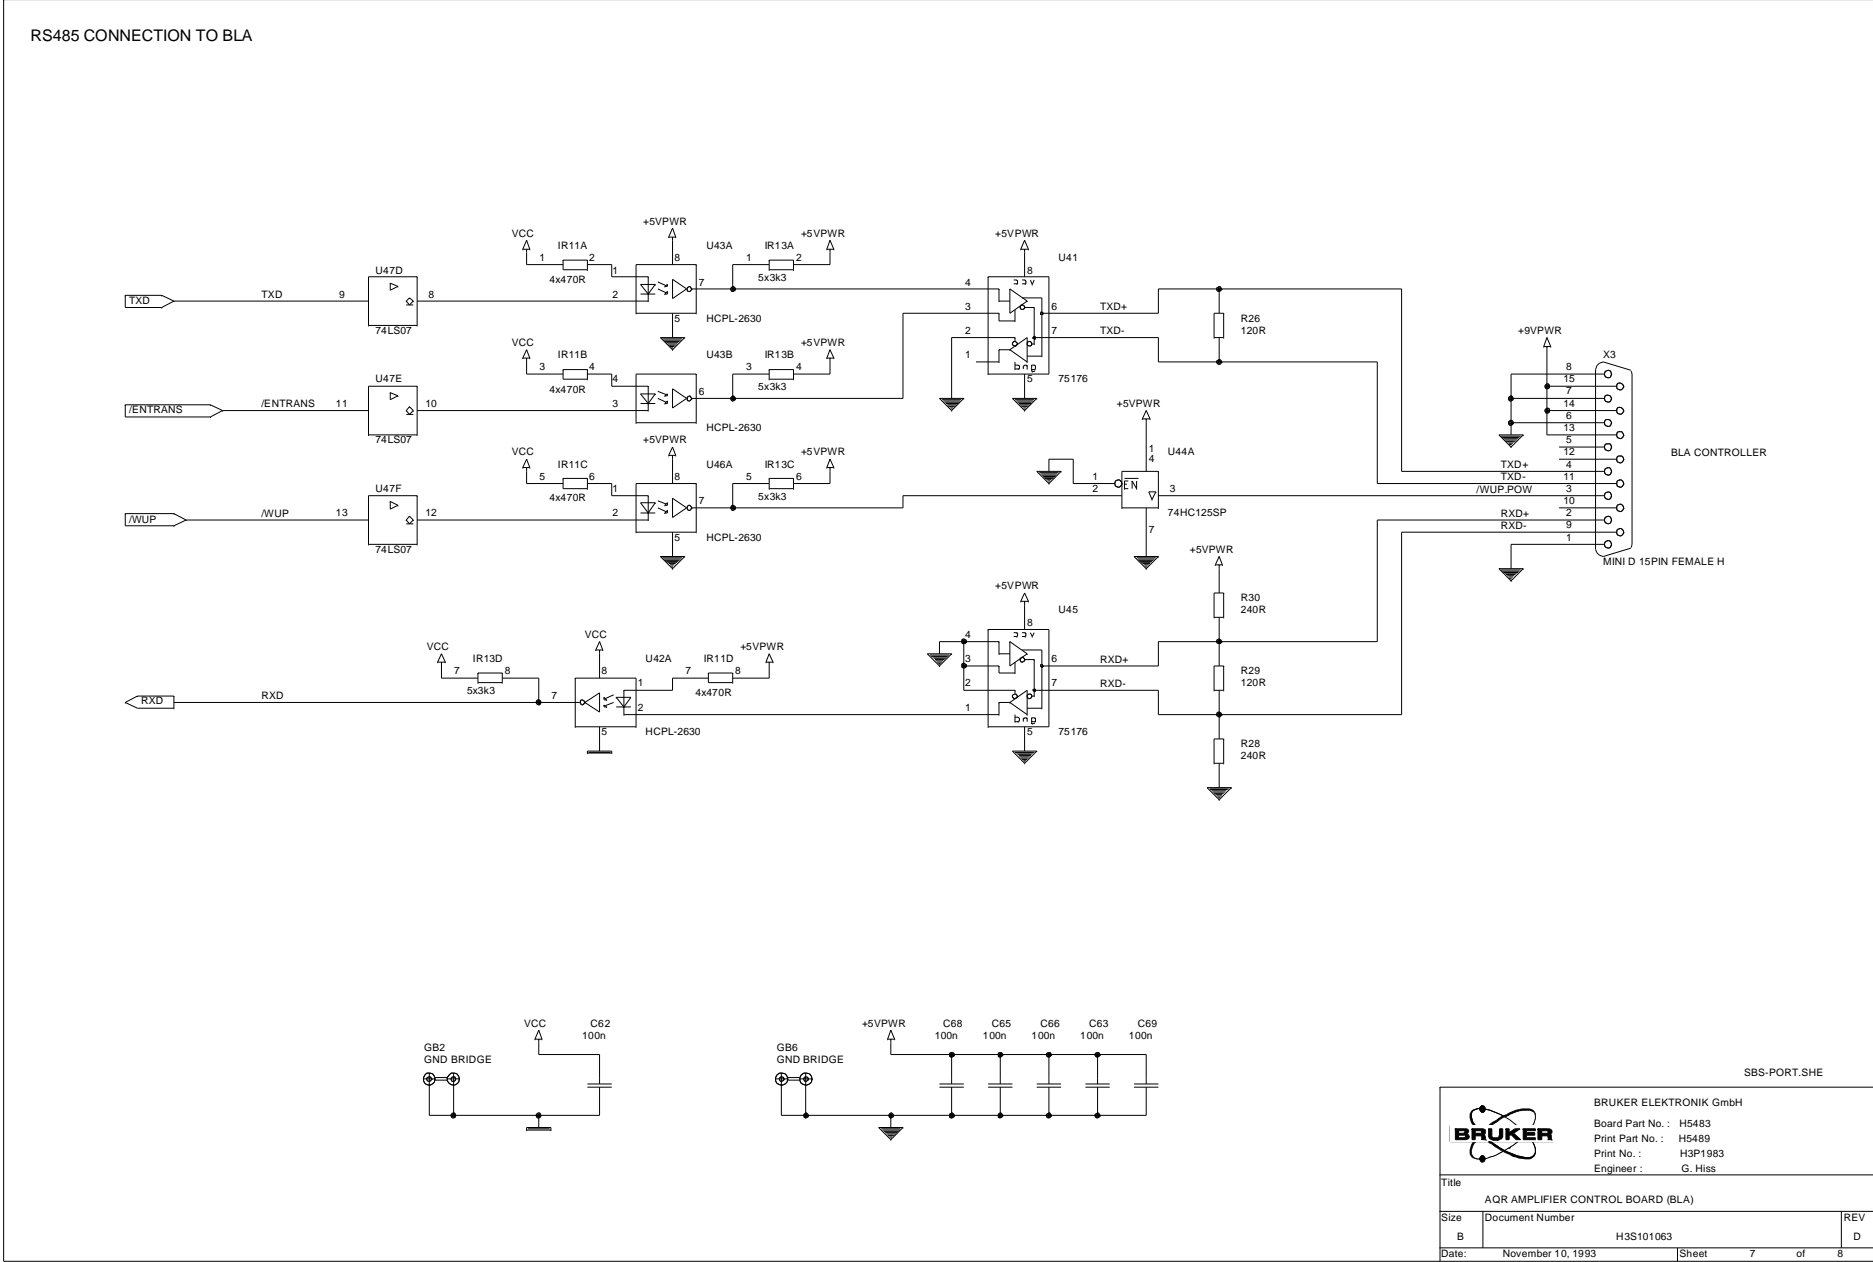 RS485 CONNECTION TO BLA
+5VPWR
VCC
IR11A
U43A
IR13A
+5VPWR
+5VPWR
1
2
8
1
2
8
U41
U47D
4x470R
1
7
5x3k3
4
TXD
TXD
9
8
2
3
6
TXD+
R26
120R
74LS07
5
HCPL-2630
2
7
TXD-
+9VPWR
VCC
IR11B
U43B
IR13B
+5VPWR
1
X3
3
4
3
4
5
75176
8
U47E
4x470R
4
6
5x3k3
15
7
/ENTRANS
/ENTRANS
11
10
3
+5VPWR
14
6
74LS07
HCPL-2630
13
+5VPWR
5
VCC
IR11C
U46A
IR13C
+5VPWR
1
4
U44A
12
BLA CONTROLLER
5
6
8
5
6
TXD+
4
U47F
4x470R
1
7
5x3k3
1
EN
TXD-
11
2
3
/WUP.POW
3
/WUP
/WUP
13
12
2
74HC125SP
10
RXD+
2
74LS07
5
HCPL-2630
7
RXD-
9
+5VPWR
1
MINI D 15PIN FEMALE H
+5VPWR
R30
240R
8
U45
VCC
VCC
+5VPWR
4
IR13D
U42A
IR11D
7
8
8
7
8
3
6
RXD+
R29
120R
5x3k3
1
4x470R
2
7
RXD-
RXD
RXD
7
2
1
5
HCPL-2630
5
75176
R28
240R
VCC
C62
+5VPWR
C68
C65
C66
C63
C69
100n
100n
100n
100n
100n
100n
GB2
GND BRIDGE
GB6
GND BRIDGE
SBS-PORT.SHE
BRUKER
BRUKER ELEKTRONIK GmbH
Board Part No. : H5483
Print Part No. : H5489
Print No. : H3P1983
Engineer : G. Hiss
Title
AQR AMPLIFIER CONTROL BOARD (BLA)
Size
Document Number
REV
B
H3S101063
D
Date: November 10, 1993
Sheet 7 of 8